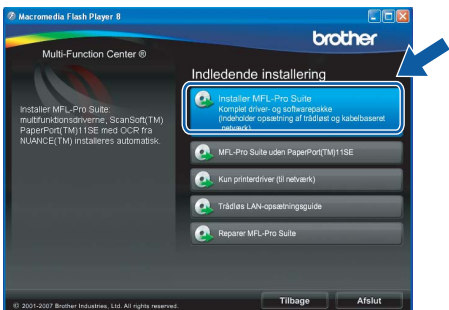 Macromedia Flash Player 8
brother
Multi-Function Center ®
Indledende installering
Installer MFL-Pro Suite:
multifunktionsdriverne, ScanSoft(TM)
PaperPort(TM)11SE med OCR fra
NUANCE(TM) installeres automatisk.
Installer MFL-Pro Suite
Komplet driver- og softwarepakke
(Indeholder opsætning af trådløst og kabelbaseret
netværk)
MFL-Pro Suite uden PaperPort(TM)11SE
Kun printerdriver (til netværk)
Trådløs LAN-opsætningsguide
Reparer MFL-Pro Suite
© 2001-2007 Brother Industries, Ltd. All rights reserved.
Tilbage
Afslut